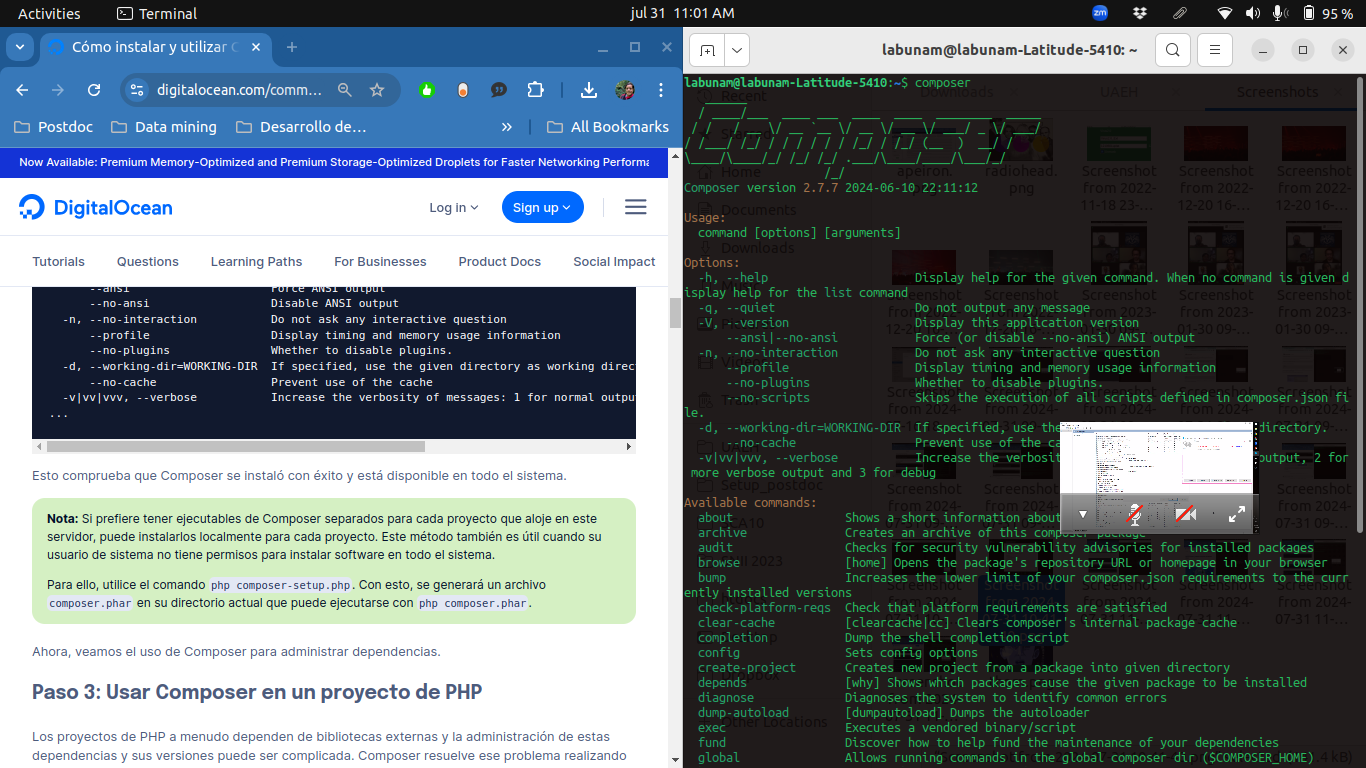 Activities
Terminal
jul 31 11:01 AM
zm
95 %
Cómo instalar y utilizar C
digitalocean.com/comm…
Postdoc
Data mining
Desarrollo de…
»
All Bookmarks
Now Available: Premium Memory-Optimized and Premium Storage-Optimized Droplets for Faster Networking Performa
DigitalOcean
Log in
Sign up
Tutorials
Questions
Learning Paths
For Businesses
Product Docs
Social Impact
--ansi Force ANSI output
--no-ansi Disable ANSI output
-n, --no-interaction Do not ask any interactive question
--profile Display timing and memory usage information
--no-plugins Whether to disable plugins.
-d, --working-dir=WORKING-DIR If specified, use the given directory as working direc
--no-cache Prevent use of the cache
-v|vv|vvv, --verbose Increase the verbosity of messages: 1 for normal outpu
...
Esto comprueba que Composer se instaló con éxito y está disponible en todo el sistema.
Nota: Si prefiere tener ejecutables de Composer separados para cada proyecto que aloje en este
servidor, puede instalarlos localmente para cada proyecto. Este método también es útil cuando su
usuario de sistema no tiene permisos para instalar software en todo el sistema.
Para ello, utilice el comando php composer-setup.php. Con esto, se generará un archivo
composer.phar en su directorio actual que puede ejecutarse con php composer.phar.
Ahora, veamos el uso de Composer para administrar dependencias.
Paso 3: Usar Composer en un proyecto de PHP
Los proyectos de PHP a menudo dependen de bibliotecas externas y la administración de estas
dependencias y sus versiones puede ser complicada. Composer resuelve ese problema realizando
labunam@labunam-Latitude-5410: ~
labunam@labunam-Latitude-5410:~$ composer
Composer
Composer version 2.7.7 2024-06-10 22:11:12
Usage:
command [options] [arguments]
Options:
-h, --help Display help for the given command. When no command is given d
isplay help for the list command
-q, --quiet Do not output any message
-V, --version Display this application version
--ansi|--no-ansi Force (or disable --no-ansi) ANSI output
-n, --no-interaction Do not ask any interactive question
--profile Display timing and memory usage information
--no-plugins Whether to disable plugins.
--no-scripts Skips the execution of all scripts defined in composer.json fi
le.
-d, --working-dir=WORKING-DIR If specified, use the directory.
--no-cache Prevent use of the ca
-v|vv|vvv, --verbose Increase the verbosit output, 2 for
more verbose output and 3 for debug
Available commands:
about Shows a short information about
archive Creates an archive of this composer package
audit Checks for security vulnerability advisories for installed packages
browse [home] Opens the package's repository URL or homepage in your browser
bump Increases the lower limit of your composer.json requirements to the curr
ently installed versions
check-platform-reqs Check that platform requirements are satisfied
clear-cache [clearcache|cc] Clears composer's internal package cache
completion Dump the shell completion script
config Sets config options
create-project Creates new project from a package into given directory
depends [why] Shows which packages cause the given package to be installed
diagnose Diagnoses the system to identify common errors
dump-autoload [dumpautoload] Dumps the autoloader
exec Executes a vendored binary/script
fund Discover how to help fund the maintenance of your dependencies
global Allows running commands in the global composer dir ($COMPOSER_HOME)